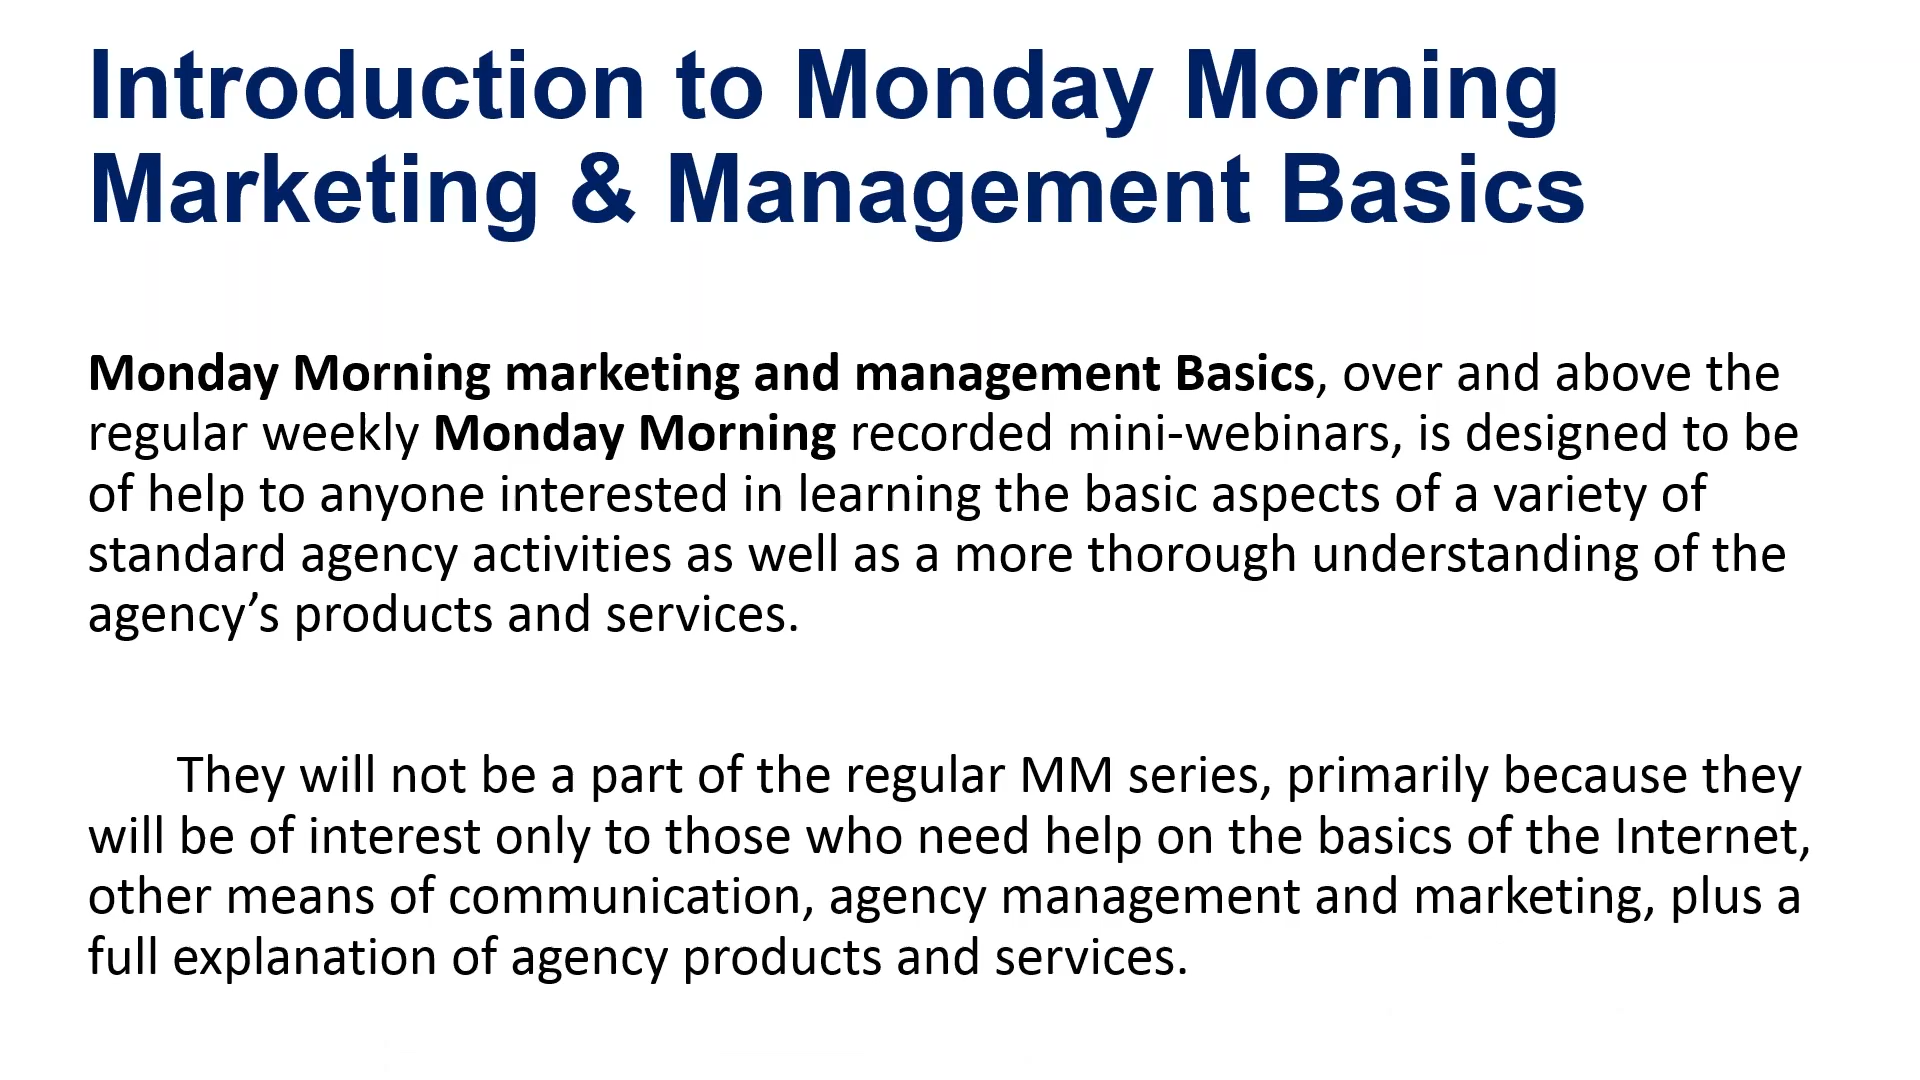 Introduction to Monday Morning
Marketing & Management Basics
Monday Morning marketing and management Basics, over and above the
regular weekly Monday Morning recorded mini-webinars, is designed to be
of help to anyone interested in learning the basic aspects of a variety of
standard agency activities as well as a more thorough understanding of the
agency’s products and services.
They will not be a part of the regular MM series, primarily because they
will be of interest only to those who need help on the basics of the Internet,
other means of communication, agency management and marketing, plus a
full explanation of agency products and services.